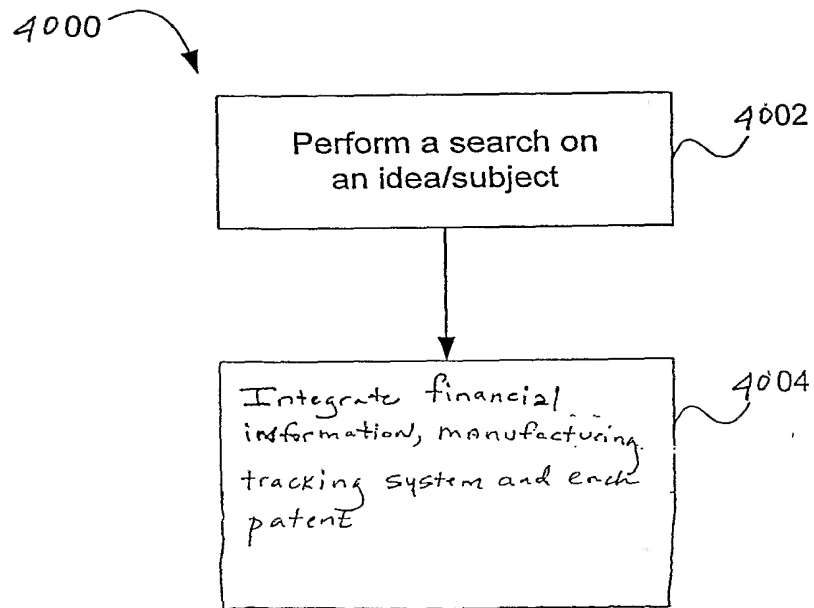 4000
Perform a search on
an idea/subject
4002
Integrate financial
information, manufacturing
tracking system and each
patent
4004